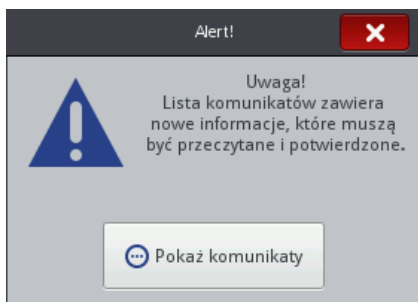 Alert!
Uwaga!
Lista komunikatów zawiera
nowe informacje, które muszą
być przeczytane i potwierdzone.
Pokaż komunikaty